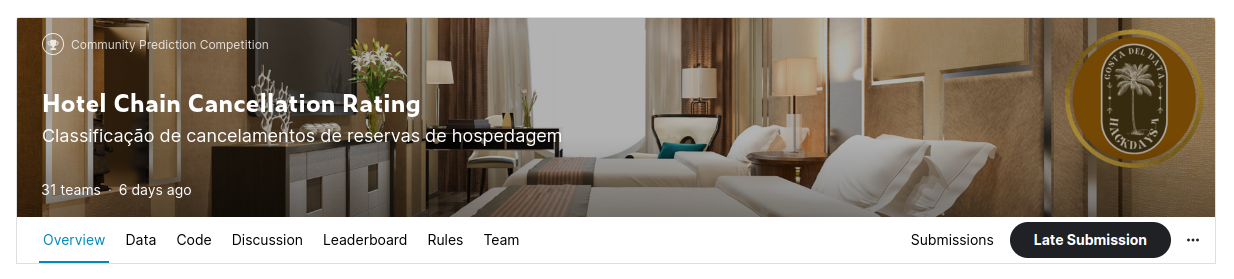 Community Prediction Competition
Hotel Chain Cancellation Rating
Classificação de cancelamentos de reservas de hospedagem
31 teams · 6 days ago
COSTA DEL DATA
HACKDAYS
Overview Data Code Discussion Leaderboard Rules Team Submissions Late Submission ···